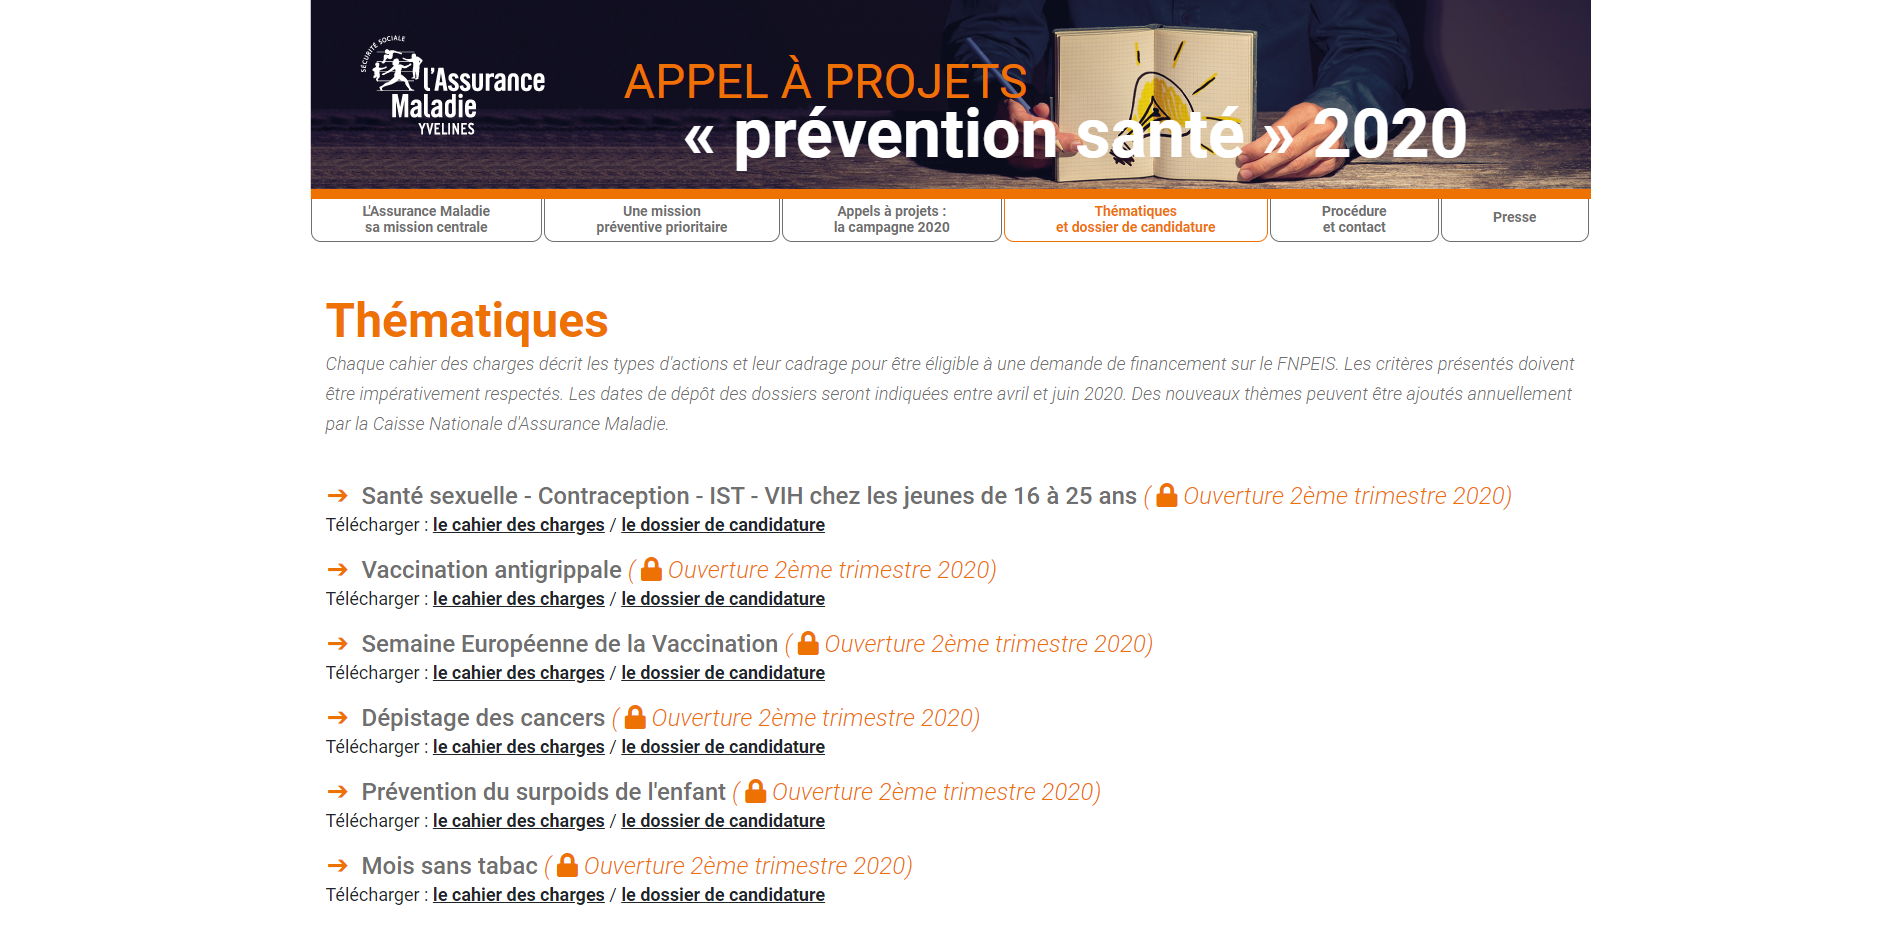 SÉCURITÉ SOCIALE
l'Assurance
Maladie
YVELINES
APPEL À PROJETS
« prévention santé » 2020
L'Assurance Maladie
sa mission centrale
Une mission
préventive prioritaire
Appels à projets :
la campagne 2020
Thématiques
et dossier de candidature
Procédure
et contact
Presse
Thématiques
Chaque cahier des charges décrit les types d'actions et leur cadrage pour être éligible à une demande de financement sur le FNPEIS. Les critères présentés doivent
être impérativement respectés. Les dates de dépôt des dossiers seront indiquées entre avril et juin 2020. Des nouveaux thèmes peuvent être ajoutés annuellement
par la Caisse Nationale d'Assurance Maladie.
➔ Santé sexuelle - Contraception - IST - VIH chez les jeunes de 16 à 25 ans ( Ouverture 2ème trimestre 2020)
Télécharger : le cahier des charges / le dossier de candidature
➔ Vaccination antigrippale ( Ouverture 2ème trimestre 2020)
Télécharger : le cahier des charges / le dossier de candidature
➔ Semaine Européenne de la Vaccination ( Ouverture 2ème trimestre 2020)
Télécharger : le cahier des charges / le dossier de candidature
➔ Dépistage des cancers ( Ouverture 2ème trimestre 2020)
Télécharger : le cahier des charges / le dossier de candidature
➔ Prévention du surpoids de l'enfant ( Ouverture 2ème trimestre 2020)
Télécharger : le cahier des charges / le dossier de candidature
➔ Mois sans tabac ( Ouverture 2ème trimestre 2020)
Télécharger : le cahier des charges / le dossier de candidature